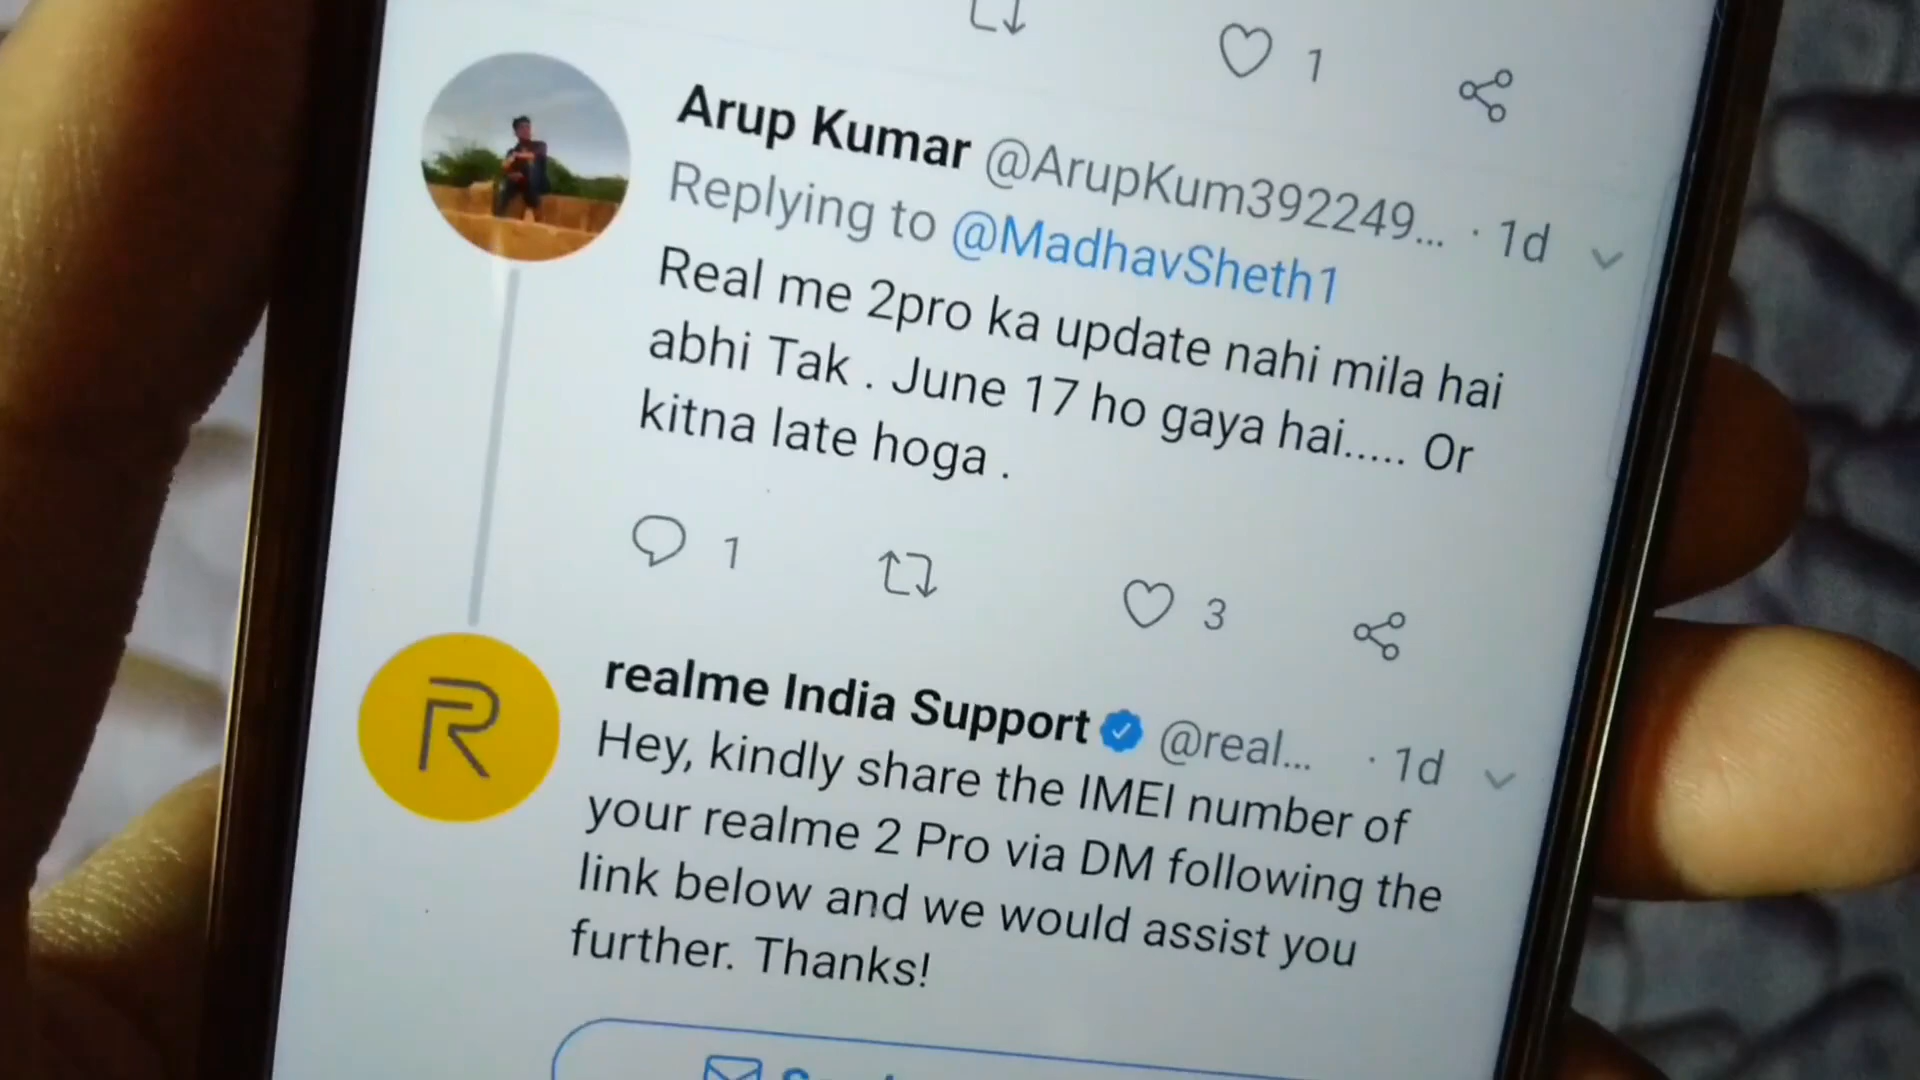 1
Arup Kumar @ArupKum392249... · 1d
Replying to @MadhavSheth1
Real me 2pro ka update nahi mila hai
abhi Tak . June 17 ho gaya hai..... Or
kitna late hoga .
1 3
realme India Support @real... · 1d
Hey, kindly share the IMEI number of
your realme 2 Pro via DM following the
link below and we would assist you
further. Thanks!